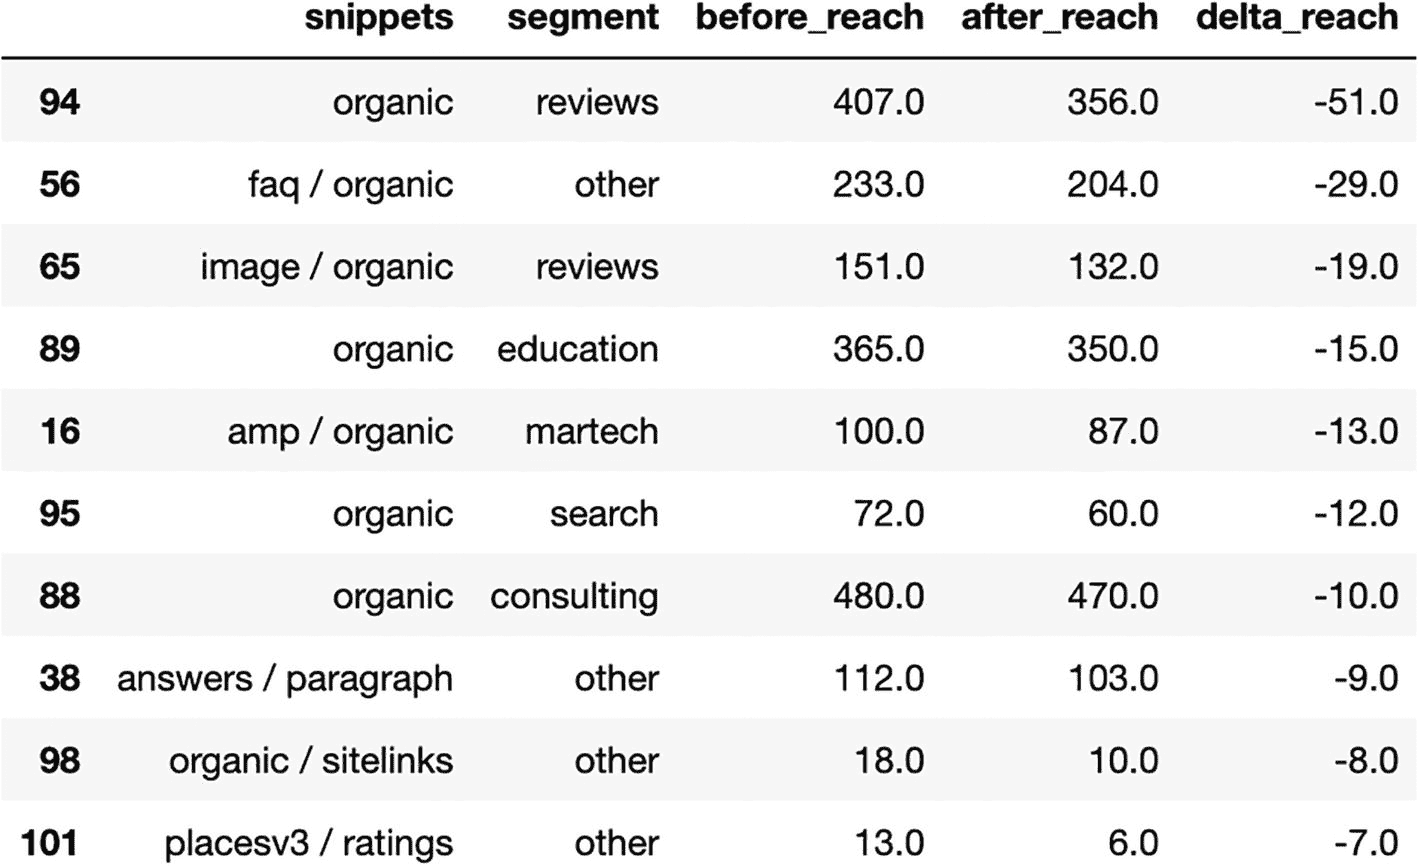 snippets segment before_reach after_reach delta_reach
94 organic reviews 407.0 356.0 -51.0
56 faq / organic other 233.0 204.0 -29.0
65 image / organic reviews 151.0 132.0 -19.0
89 organic education 365.0 350.0 -15.0
16 amp / organic martech 100.0 87.0 -13.0
95 organic search 72.0 60.0 -12.0
88 organic consulting 480.0 470.0 -10.0
38 answers / paragraph other 112.0 103.0 -9.0
98 organic / sitelinks other 18.0 10.0 -8.0
101 placesv3 / ratings other 13.0 6.0 -7.0